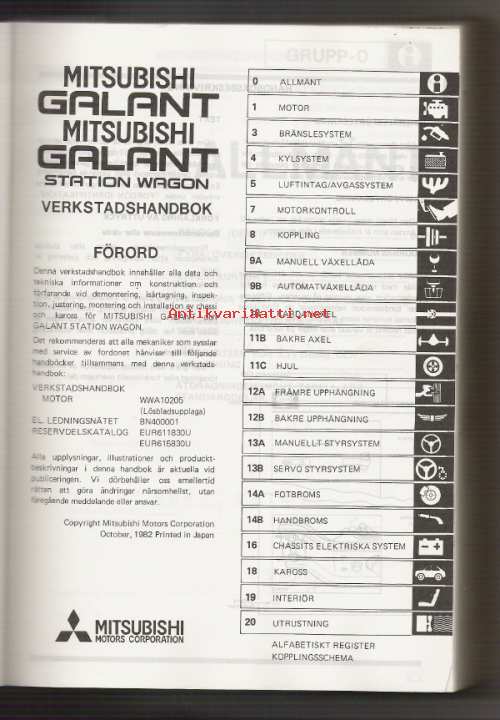 MITSUBISHI
GALANT
MITSUBISHI
GALANT
STATION WAGON
VERKSTADSHANDBOK
FÖRORD
Denna verkstadshandbok innehåller alla data och
tekniska informationer om konstruktion och
förfarande vid demontering, isärtagning, inspek-
tion, justering, montering och installation av chassi
och kaross för MITSUBISHI GALANT
GALANT STATION WAGON.
Det rekommenderas att alla mekaniker som sysslar
med service av fordonet hänviser till följande
handböcker tillsammans med denna verkstads-
handbok:
VERKSTADSHANDBOK
MOTOR WWA10206
(Lösbladsupplaga)
EL. LEDNINGSNÄTET BN400001
RESERVDELSKATALOG EUR611830U
EUR615830U
Alla upplysningar, illustrationer och produckt-
beskrivningar i denna handbok är aktuella vid
publiceringen. Vi dörbehåller oss emellertid
rätten att göra ändringar närsomhelst, utan
föregående meddelande eller ansvar.
Copyright Mitsubishi Motors Corporation
October, 1982 Printed in Japan
MITSUBISHI
MOTORS CORPORATION
GRUPP-0
0 ALLMÄNT
1 MOTOR
3 BRÄNSLESYSTEM
4 KYLSYSTEM
5 LUFTINTAG/AVGASSYSTEM
7 MOTORKONTROLL
8 KOPPLING
9A MANUELL VÄXELLÅDA
9B AUTOMATVÄXELLÅDA
Antikvariaatti.net
11B BAKRE AXEL
11C HJUL
12A FRÄMRE UPPHÄNGNING
12B BAKRE UPPHÄNGNING
13A MANUELLT STYRSYSTEM
13B SERVO STYRSYSTEM
14A FOTBROMS
14B HANDBROMS
16 CHASSITS ELEKTRISKA SYSTEM
18 KAROSS
19 INTERIÖR
20 UTRUSTNING
ALFABETISKT REGISTER
KOPPLINGSSCHEMA